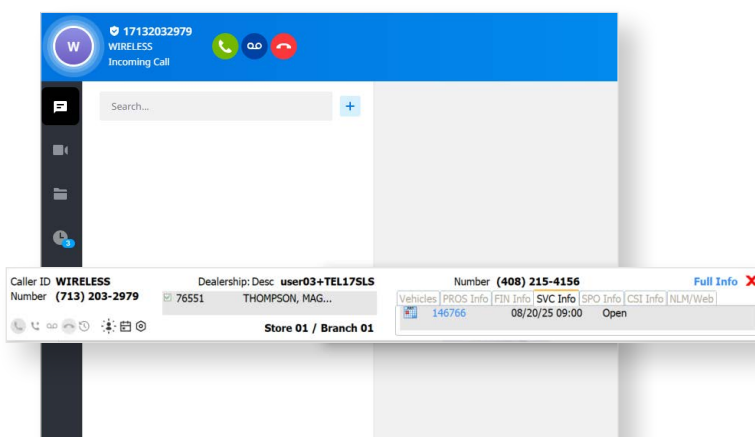 W
17132032979
WIRELESS
Incoming Call
Search...
+
3
Caller ID WIRELESS
Number (713) 203-2979
Dealership: Desc user03+TEL17SLS
76551 THOMPSON, MAG...
Store 01 / Branch 01
Number (408) 215-4156
Full Info X
Vehicles PROS Info FIN Info SVC Info SPO Info CSI Info NLM/Web
146766 08/20/25 09:00 Open